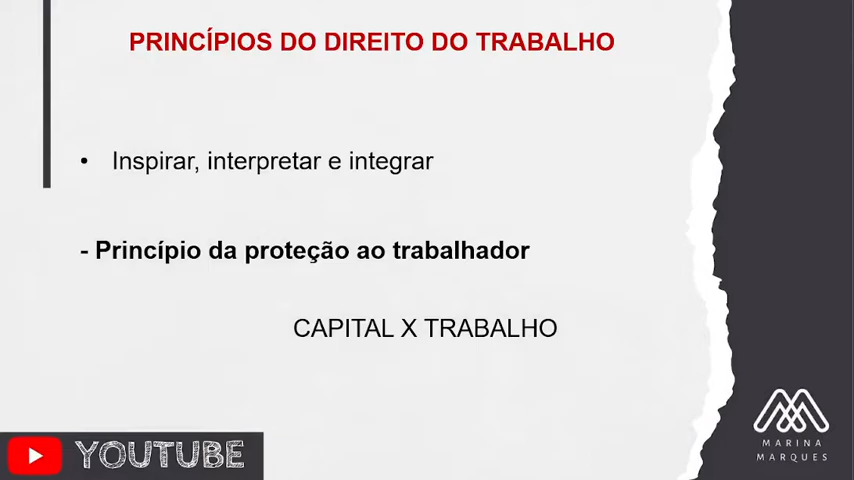 PRINCÍPIOS DO DIREITO DO TRABALHO
• Inspirar, interpretar e integrar
- Princípio da proteção ao trabalhador
CAPITAL X TRABALHO
YOUTUBE
MARINA
MARQUES